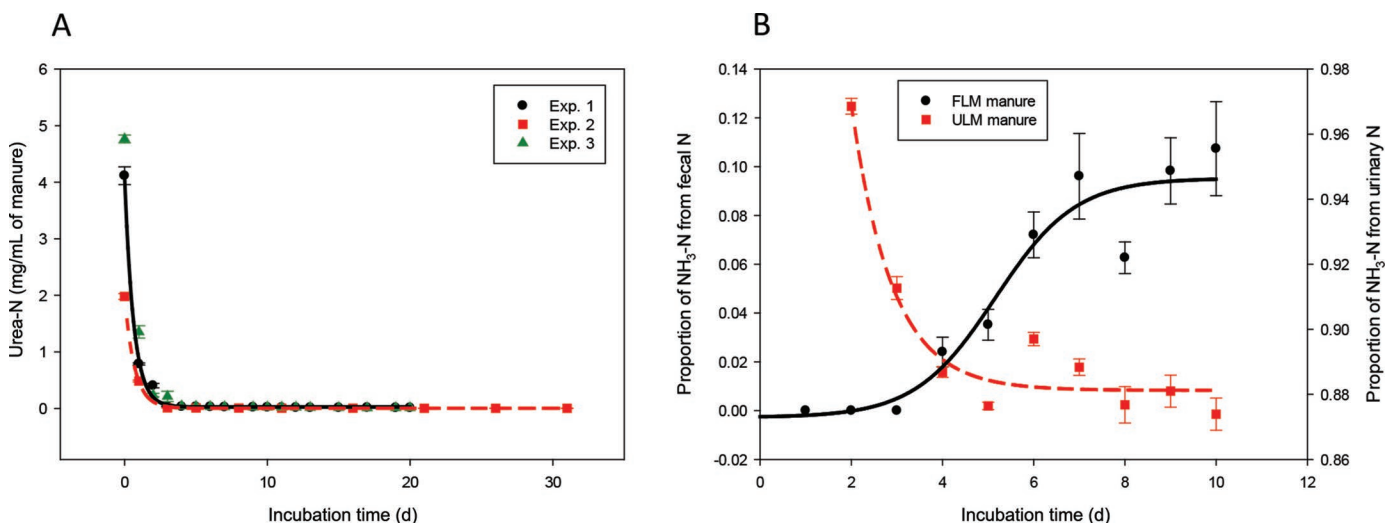 A
Urea-N (mg/mL of manure)
6
5
4
3
2
1
0
0
10
20
30
Incubation time (d)
Exp. 1
Exp. 2
Exp. 3
B
Proportion of NH₃-N from fecal N
0.14
0.12
0.10
0.08
0.06
0.04
0.02
0.00
-0.02
0
2
4
6
8
10
12
Incubation time (d)
FLM manure
ULM manure
0.98
0.96
0.94
0.92
0.90
0.88
0.86
Proportion of NH₃-N from urinary N